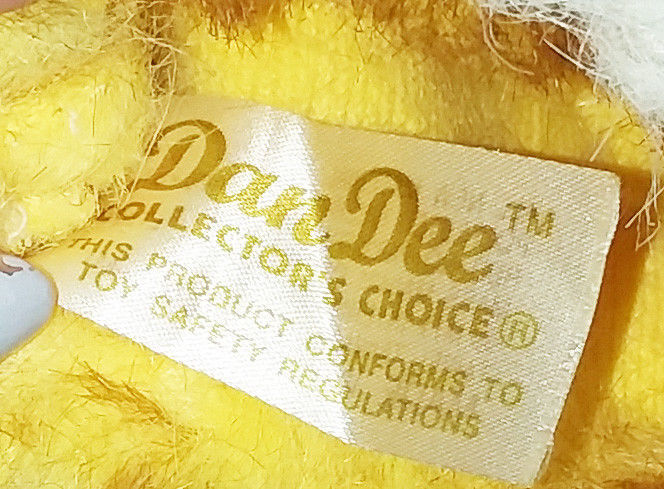 Dan Dee™
COLLECTOR'S CHOICE®
THIS PRODUCT CONFORMS TO
TOY SAFETY REGULATIONS